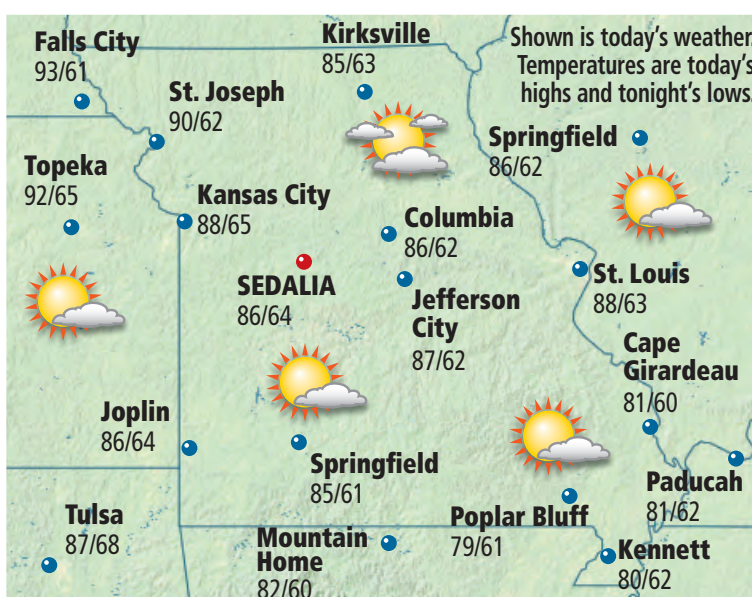 Falls City
93/61
Kirksville
85/63
Shown is today's weather.
Temperatures are today's
highs and tonight's lows.
St. Joseph
90/62
Springfield
86/62
Topeka
92/65
Kansas City
88/65
Columbia
86/62
SEDALIA
86/64
Jefferson
City
87/62
St. Louis
88/63
Cape
Girardeau
81/60
Joplin
86/64
Springfield
85/61
Poplar Bluff
79/61
Paducah
81/62
Tulsa
87/68
Mountain
Home
82/60
Kennett
80/62